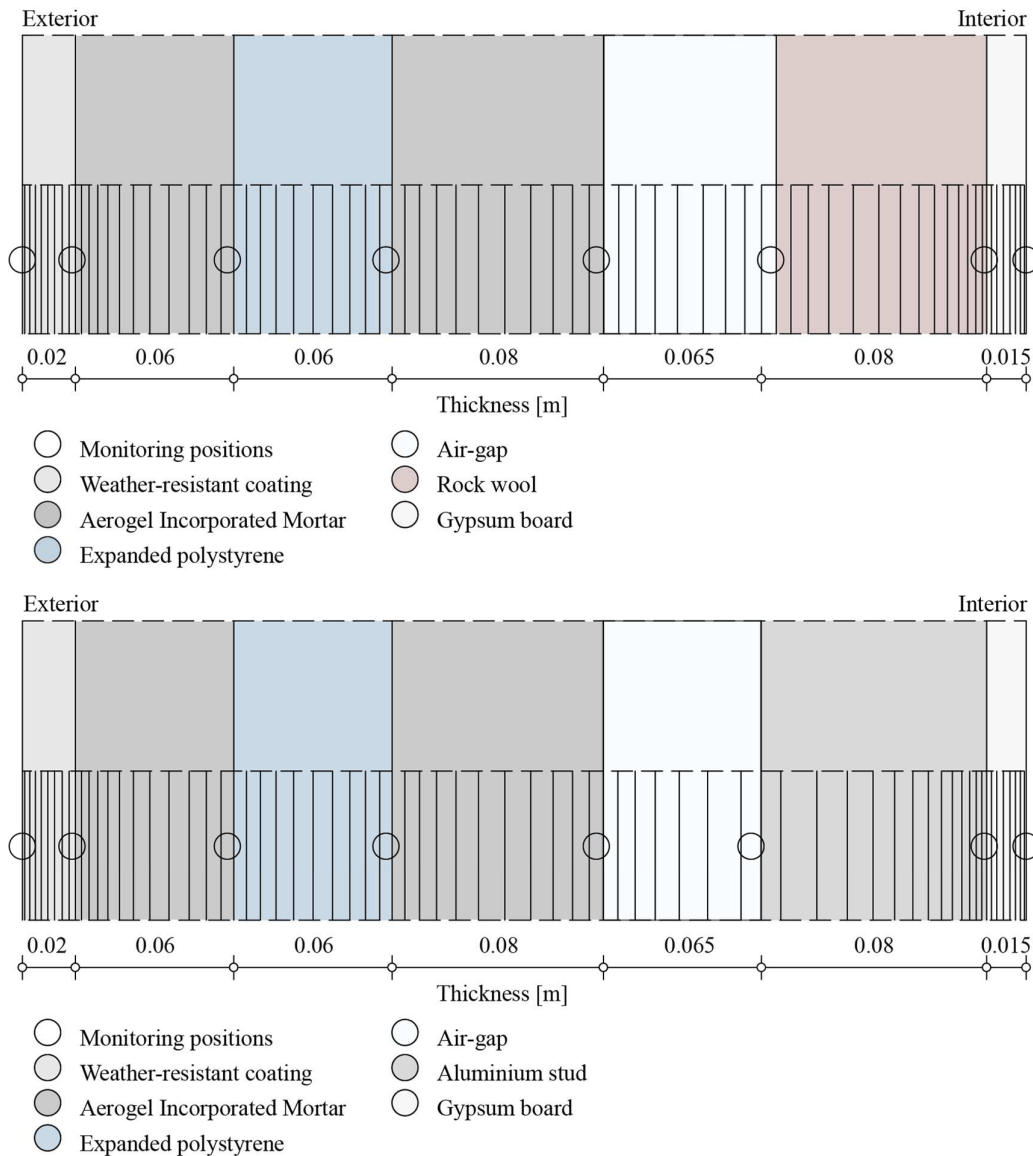 Exterior Interior
0.02 0.06 0.06 0.08 0.065 0.08 0.015
Thickness [m]
Monitoring positions Air-gap
Weather-resistant coating Rock wool
Aerogel Incorporated Mortar Gypsum board
Expanded polystyrene
Exterior Interior
0.02 0.06 0.06 0.08 0.065 0.08 0.015
Thickness [m]
Monitoring positions Air-gap
Weather-resistant coating Aluminium stud
Aerogel Incorporated Mortar Gypsum board
Expanded polystyrene